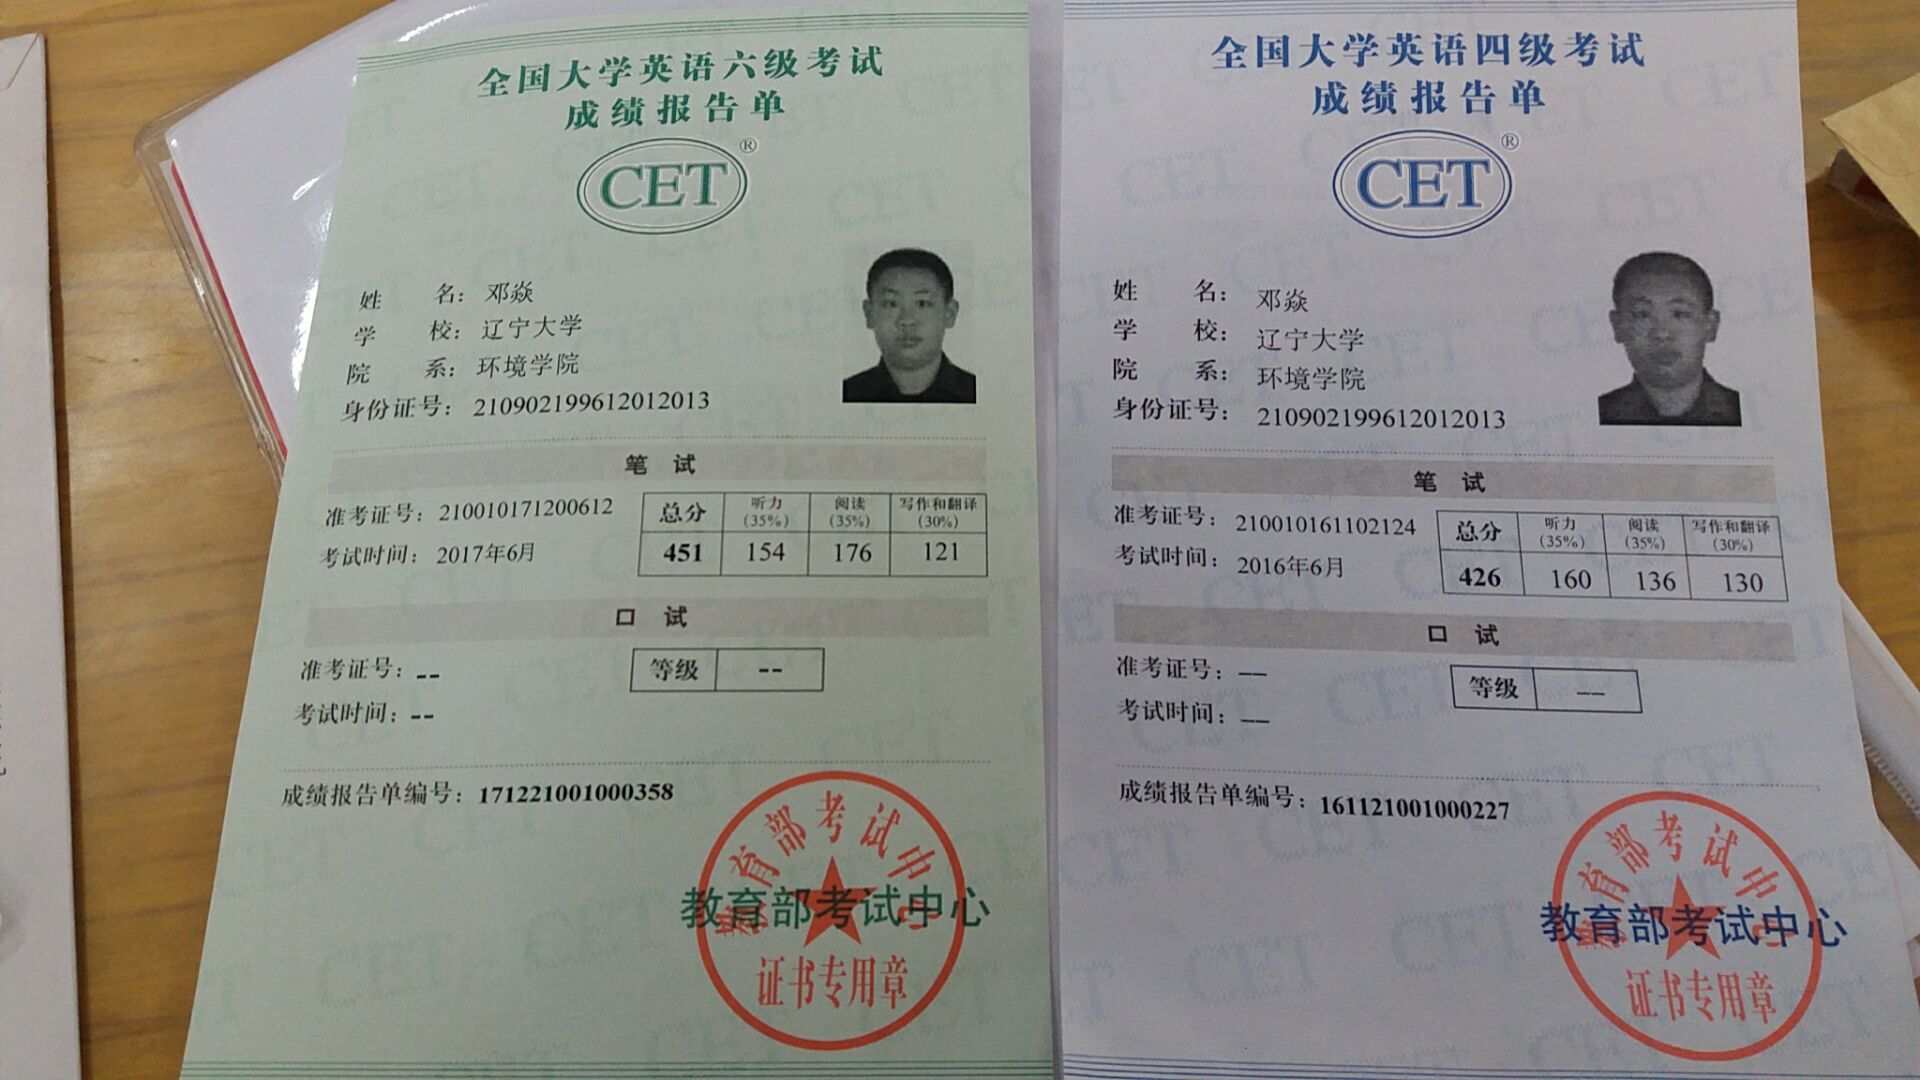 全国大学英语六级考试
成绩报告单
CET®
姓 名: 邓焱
学 校: 辽宁大学
院 系: 环境学院
身份证号: 210902199612012013
笔 试
准考证号: 210010171200612
考试时间: 2017年6月
总分 听力(35%) 阅读(35%) 写作和翻译(30%)
451 154 176 121
口 试
准考证号: --
考试时间: --
等级 --
成绩报告单编号: 171221001000358
教育部考试中心
教育部考试中心
证书专用章
全国大学英语四级考试
成绩报告单
CET®
姓 名: 邓焱
学 校: 辽宁大学
院 系: 环境学院
身份证号: 210902199612012013
笔 试
准考证号: 210010161102124
考试时间: 2016年6月
总分 听力(35%) 阅读(35%) 写作和翻译(30%)
426 160 136 130
口 试
准考证号: --
考试时间: --
等级 --
成绩报告单编号: 161121001000227
教育部考试中心
教育部考试中心
证书专用章